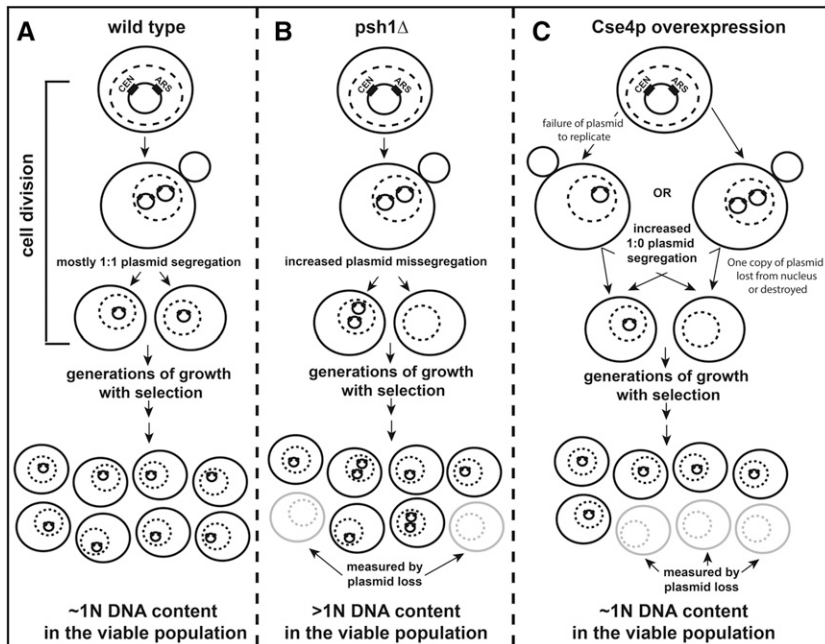 A
wild type
CEN
ARS
cell division
mostly 1:1 plasmid segregation
generations of growth
with selection
~1N DNA content
in the viable population
B
psh1Δ
CEN
ARS
increased plasmid missegregation
generations of growth
with selection
measured by
plasmid loss
>1N DNA content
in the viable population
C
Cse4p overexpression
CEN
ARS
failure of plasmid
to replicate
OR
increased
1:0 plasmid
segregation
One copy of plasmid
lost from nucleus
or destroyed
generations of growth
with selection
measured by
plasmid loss
~1N DNA content
in the viable population